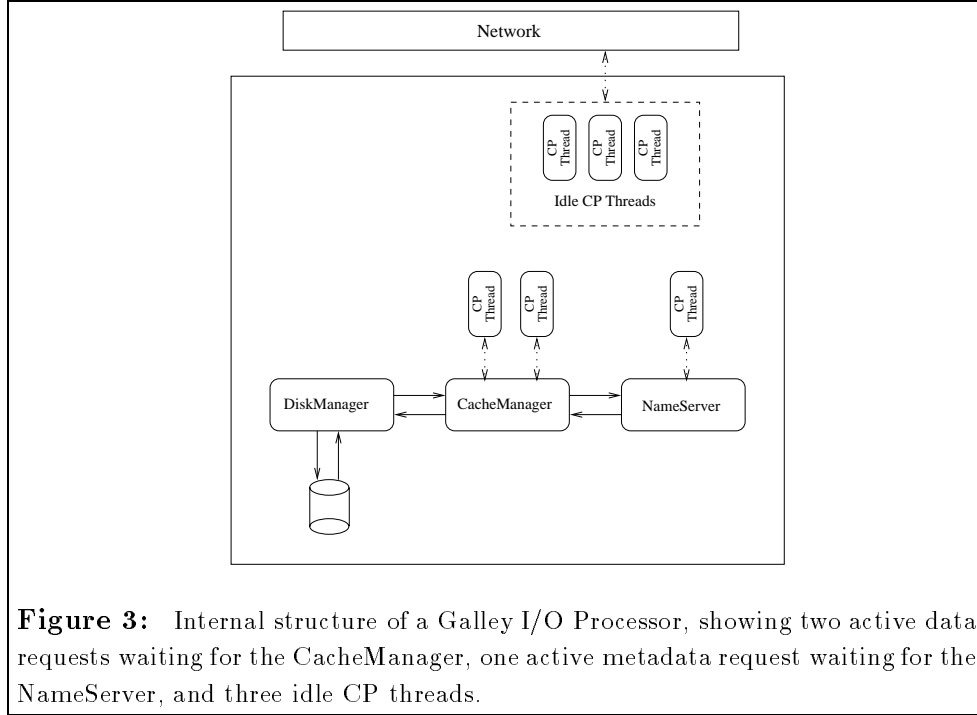 Network
CP
Thread
CP
Thread
CP
Thread
Idle CP Threads
CP
Thread
CP
Thread
CP
Thread
DiskManager
CacheManager
NameServer
Figure 3: Internal structure of a Galley I/O Processor, showing two active data
requests waiting for the CacheManager, one active metadata request waiting for the
NameServer, and three idle CP threads.